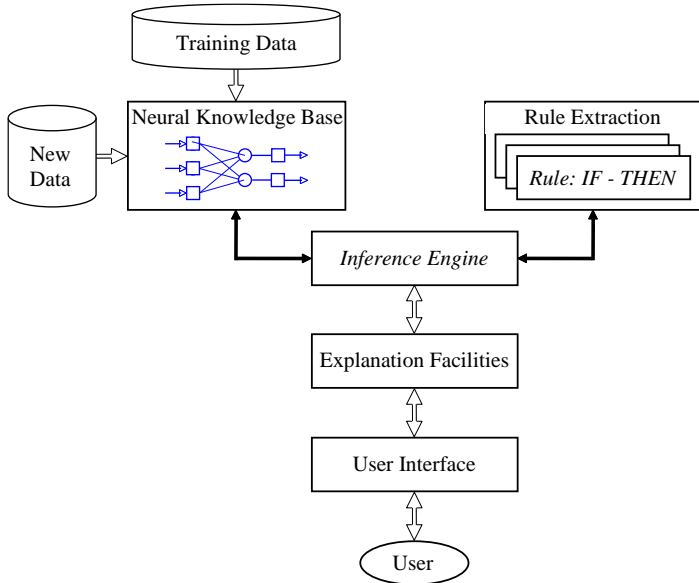 Training Data
Neural Knowledge Base
Rule Extraction
New
Data
Rule: IF - THEN
Inference Engine
Explanation Facilities
User Interface
User